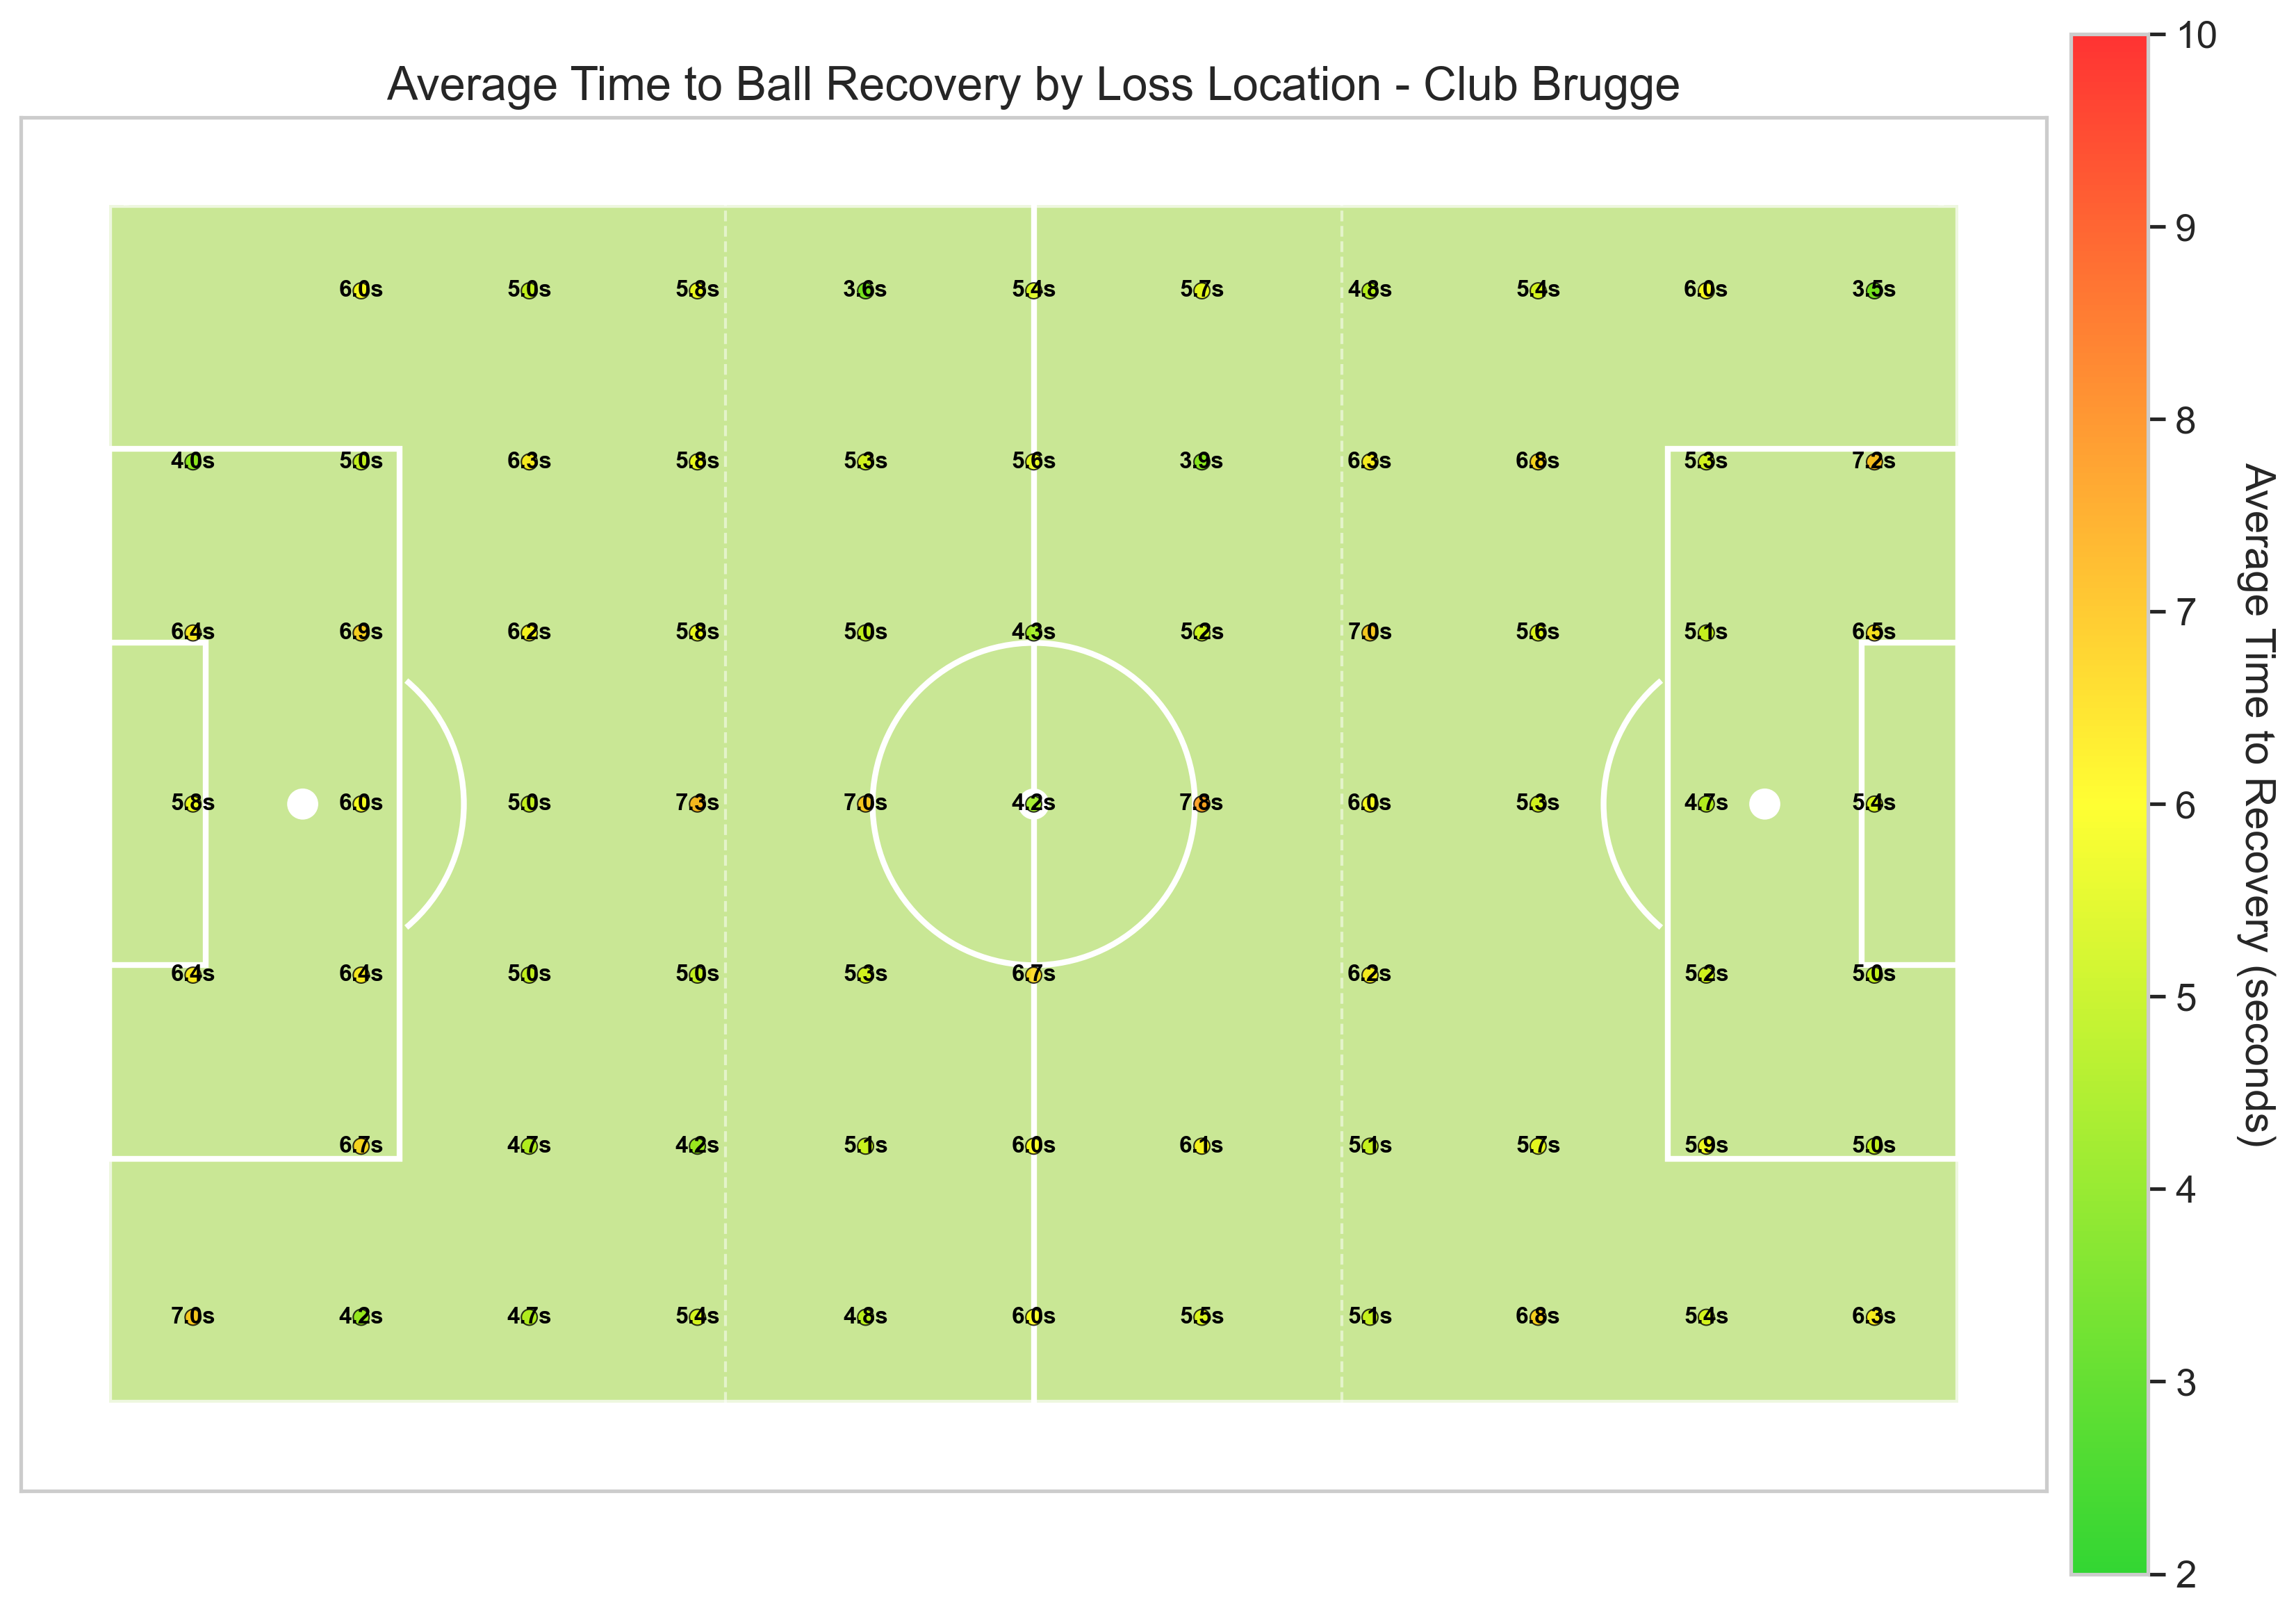 Average Time to Ball Recovery by Loss Location - Club Brugge
6.0s 5.0s 5.8s 3.6s 5.4s 5.7s 4.8s 5.4s 6.0s 3.5s
4.0s 5.0s 6.3s 5.8s 5.3s 5.6s 3.9s 6.3s 6.8s 5.3s 7.2s
6.4s 6.9s 6.2s 5.8s 5.0s 4.3s 5.2s 7.0s 5.6s 5.1s 6.5s
5.8s 6.0s 5.0s 7.3s 7.0s 4.2s 7.8s 6.0s 5.3s 4.7s 5.4s
6.4s 6.4s 5.0s 5.0s 5.3s 6.7s 6.2s 5.2s 5.0s
6.7s 4.7s 4.2s 5.1s 6.0s 6.1s 5.1s 5.7s 5.9s 5.0s
7.0s 4.2s 4.7s 5.4s 4.8s 6.0s 5.5s 5.1s 6.8s 5.4s 6.3s
10
9
8
7
6
5
4
3
2
Average Time to Recovery (seconds)